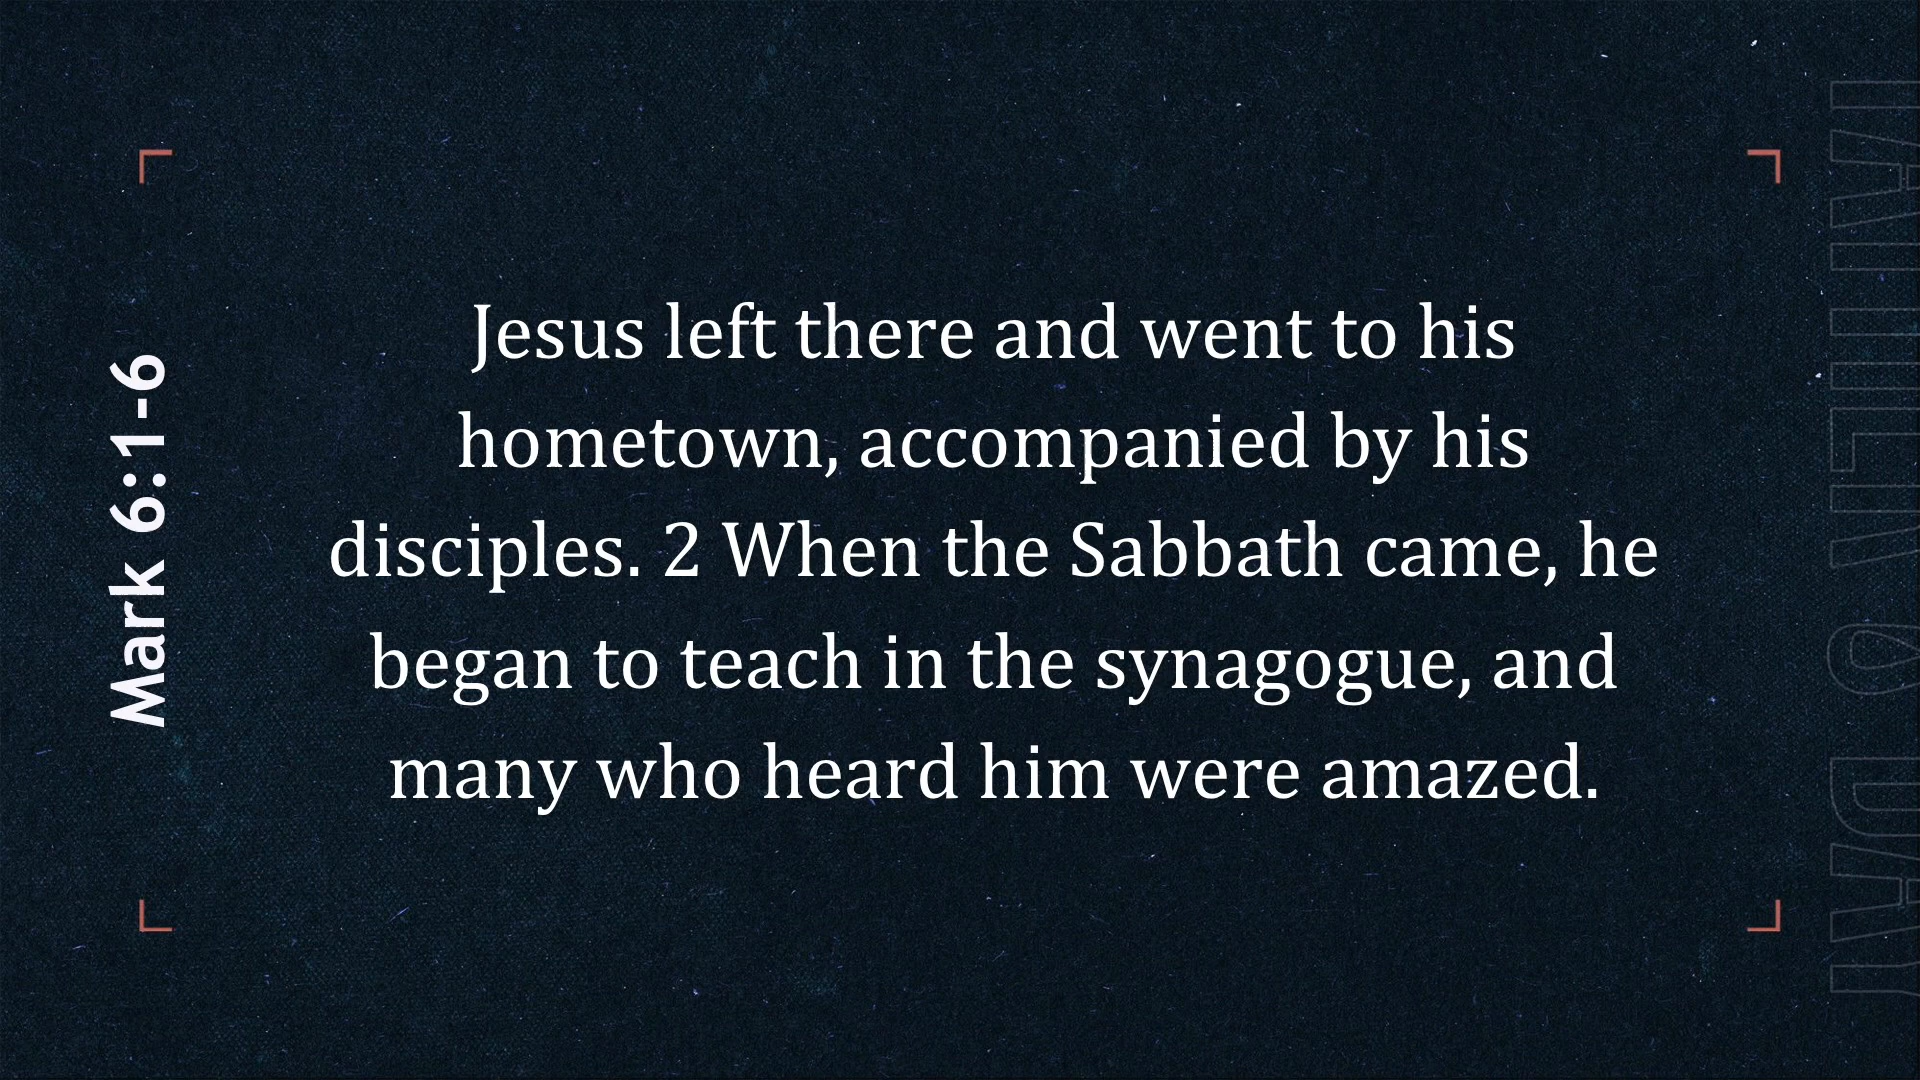 Mark 6:1-6
Jesus left there and went to his
hometown, accompanied by his
disciples. 2 When the Sabbath came, he
began to teach in the synagogue, and
many who heard him were amazed.